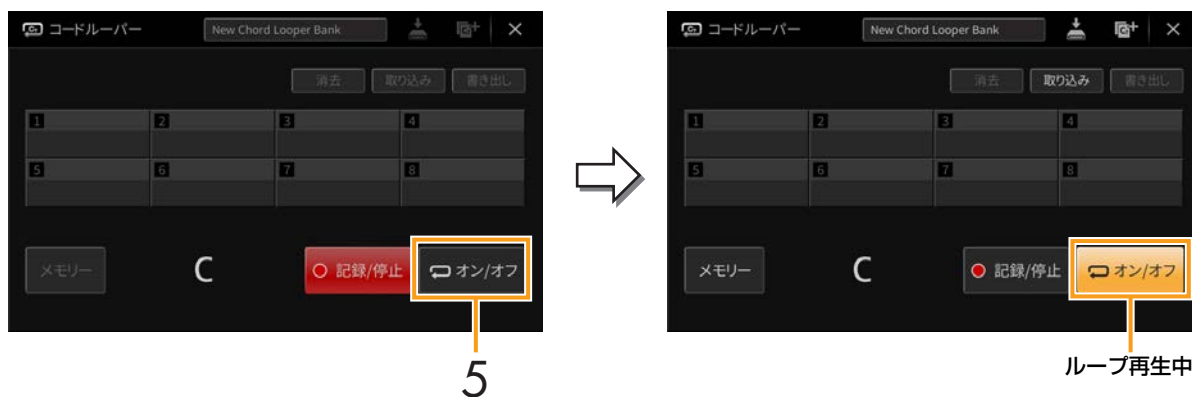 コードルーパー New Chord Looper Bank
消去 取り込み 書き出し
1 2 3 4
5 6 7 8
メモリー C 記録/停止 オン/オフ
5
コードルーパー New Chord Looper Bank
消去 取り込み 書き出し
1 2 3 4
5 6 7 8
メモリー C 記録/停止 オン/オフ
ループ再生中